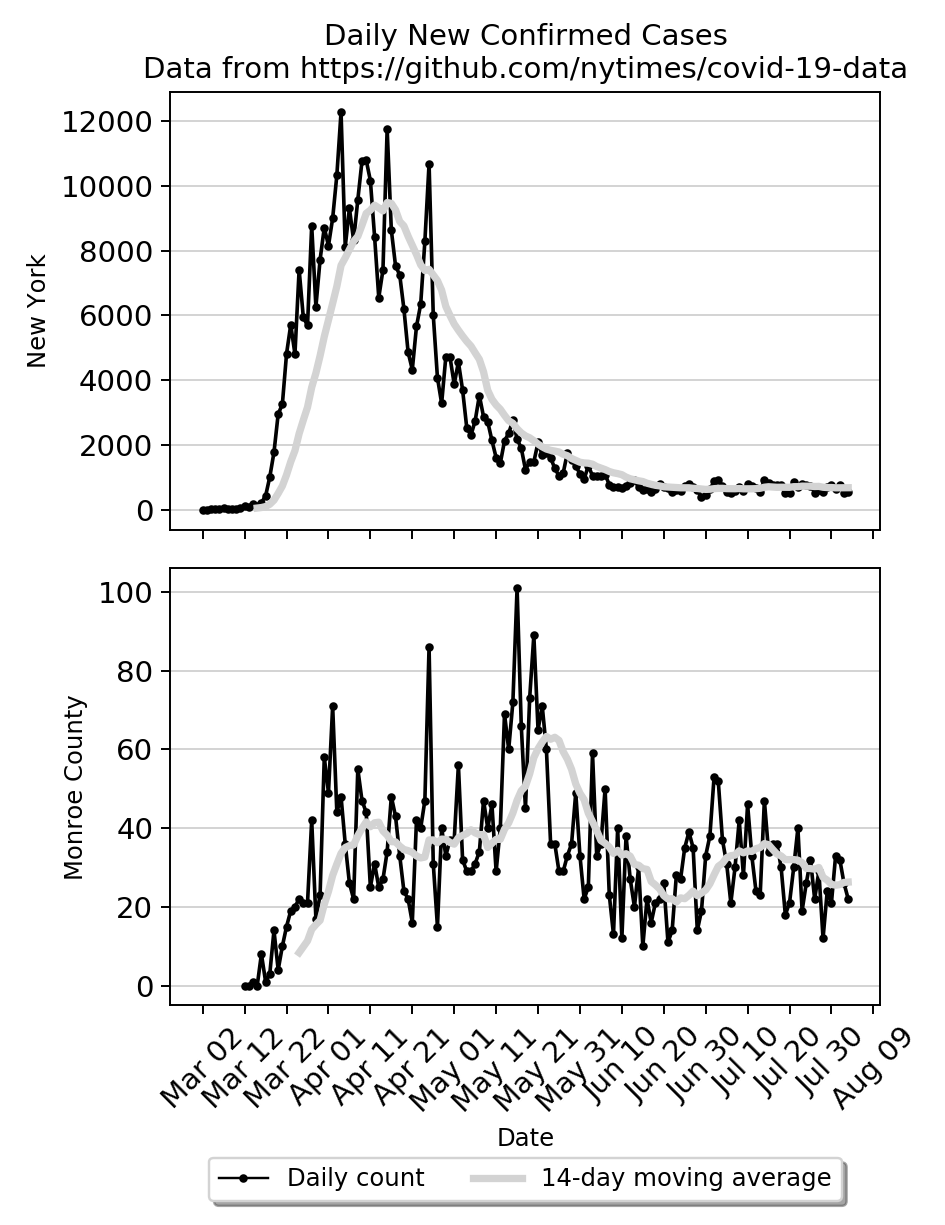 Daily New Confirmed Cases
Data from https://github.com/nytimes/covid-19-data
12000
10000
8000
6000
4000
2000
0
New York
100
80
60
40
20
0
Monroe County
Mar 02
Mar 12
Mar 22
Apr 01
Apr 11
Apr 21
May 01
May 11
May 21
May 31
Jun 10
Jun 20
Jun 30
Jul 10
Jul 20
Jul 30
Aug 09
Date
Daily count
14-day moving average